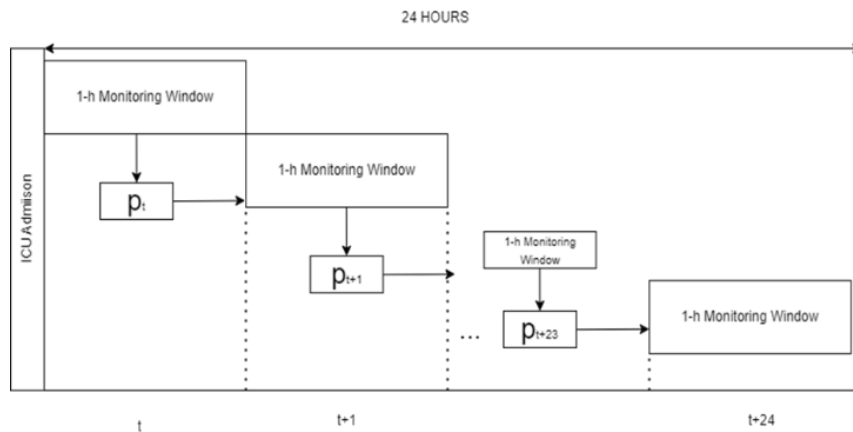 24 HOURS
ICU Admiison
1-h Monitoring Window
pt
1-h Monitoring Window
pt+1
1-h Monitoring
Window
...
pt+23
1-h Monitoring Window
t
t+1
t+24